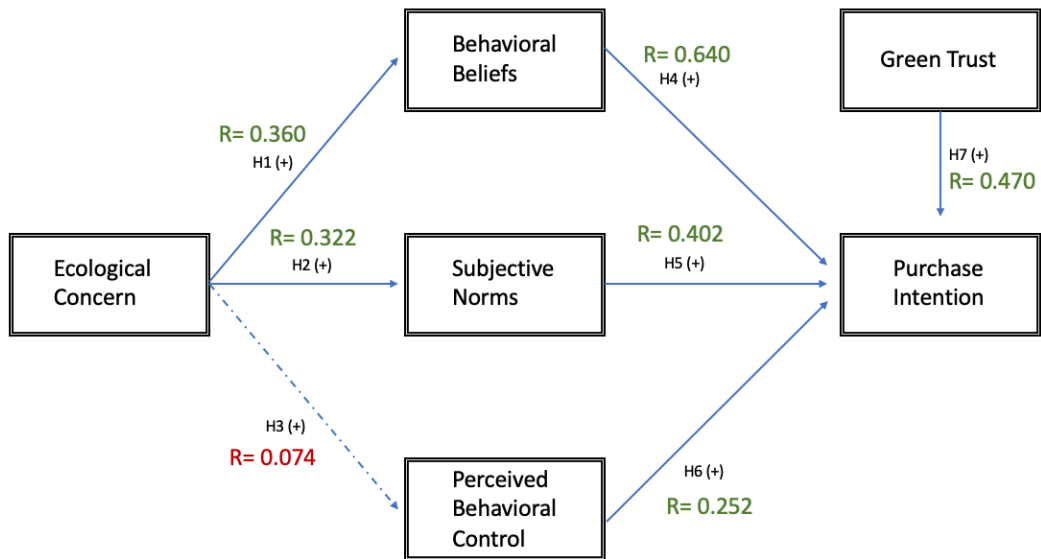 Behavioral
Beliefs
Green Trust
R= 0.640
H4 (+)
R= 0.360
H1 (+)
H7 (+)
R= 0.470
Ecological
Concern
R= 0.322
H2 (+)
Subjective
Norms
R= 0.402
H5 (+)
Purchase
Intention
H3 (+)
R= 0.074
Perceived
Behavioral
Control
H6 (+)
R= 0.252